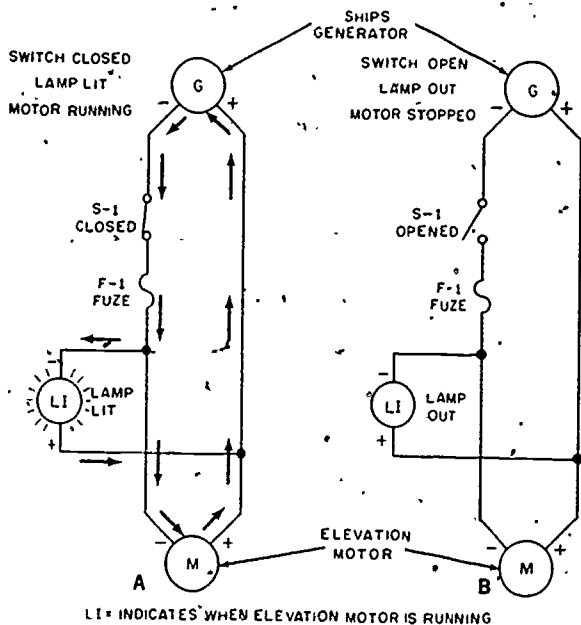 SHIPS
GENERATOR
SWITCH CLOSED
LAMP LIT
MOTOR RUNNING
G
- +
S-1
CLOSED
F-1
FUZE
-
LI
LAMP
LIT
+
- +
M
A
SWITCH OPEN
LAMP OUT
MOTOR STOPPED
G
- +
S-1
OPENED
F-1
FUZE
-
LI
LAMP
OUT
+
- +
M
B
ELEVATION
MOTOR
LI= INDICATES WHEN ELEVATION MOTOR IS RUNNING